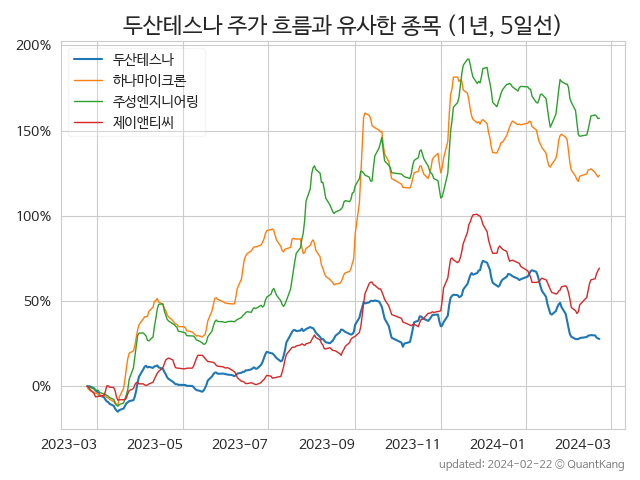 두산테스나 주가 흐름과 유사한 종목 (1년, 5일선)
200%
150%
100%
50%
0%
두산테스나
하나마이크론
주성엔지니어링
제이앤티씨
2023-03 2023-05 2023-07 2023-09 2023-11 2024-01 2024-03
updated: 2024-02-22 © QuantKang